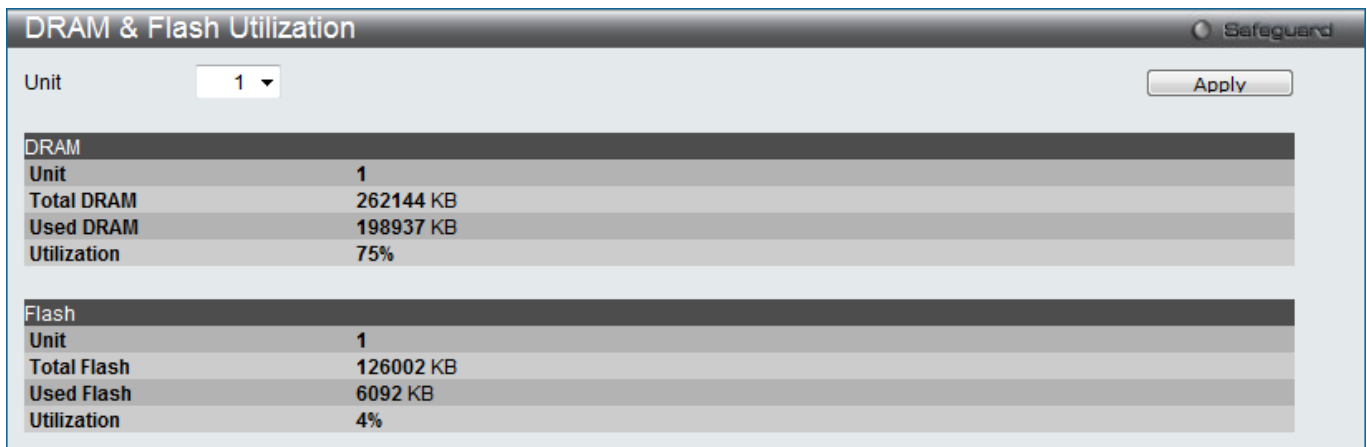 DRAM & Flash Utilization Safeguard
Unit 1 Apply
DRAM
Unit 1
Total DRAM 262144 KB
Used DRAM 198937 KB
Utilization 75%
Flash
Unit 1
Total Flash 126002 KB
Used Flash 6092 KB
Utilization 4%